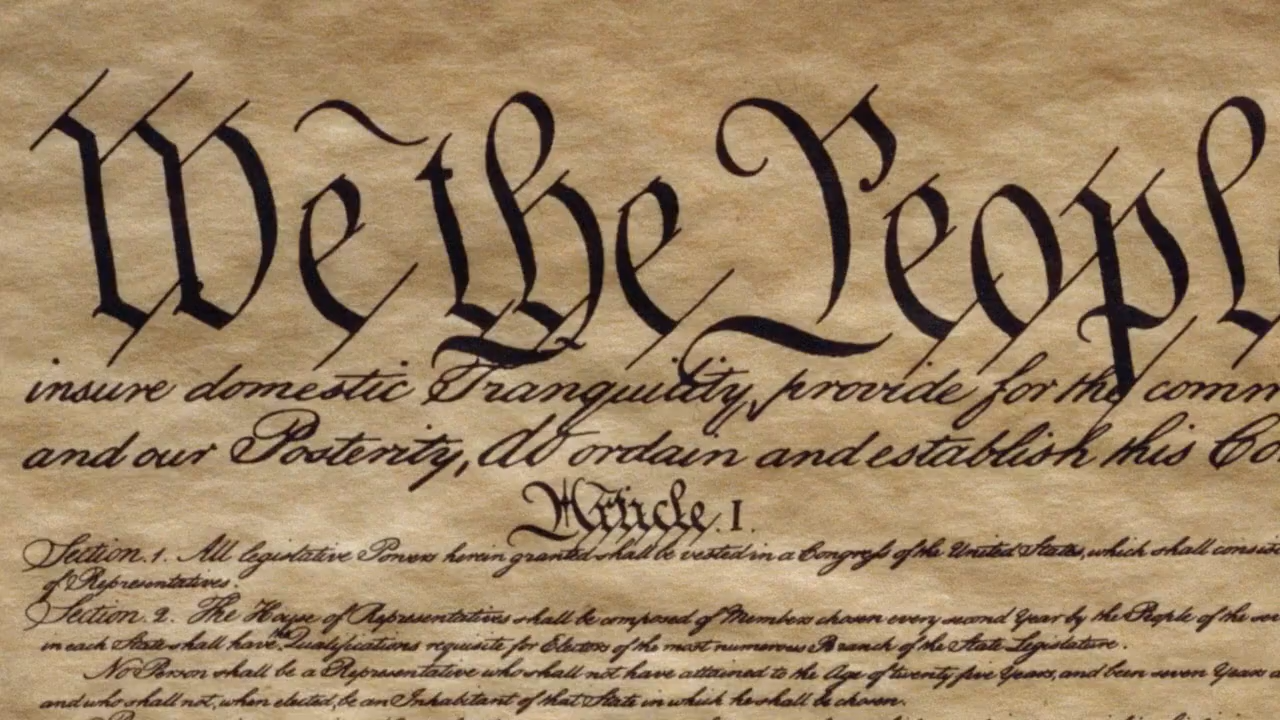 We the Peopl
insure domestic Tranquility, provide for the comm
and our Posterity, do ordain and establish this Co
Article. I.
Section. 1. All legislative Powers herein granted shall be vested in a Congress of the United States, which shall consis
of Representatives.
Section. 2. The House of Representatives shall be composed of Members chosen every second Year by the People of the se
in each State shall have the Qualifications requisite for Electors of the most numerous Branch of the State Legislature.
No Person shall be a Representative who shall not have attained to the Age of twenty five Years, and been seven Years a
and who shall not, when elected, be an Inhabitant of that State in which he shall be chosen.